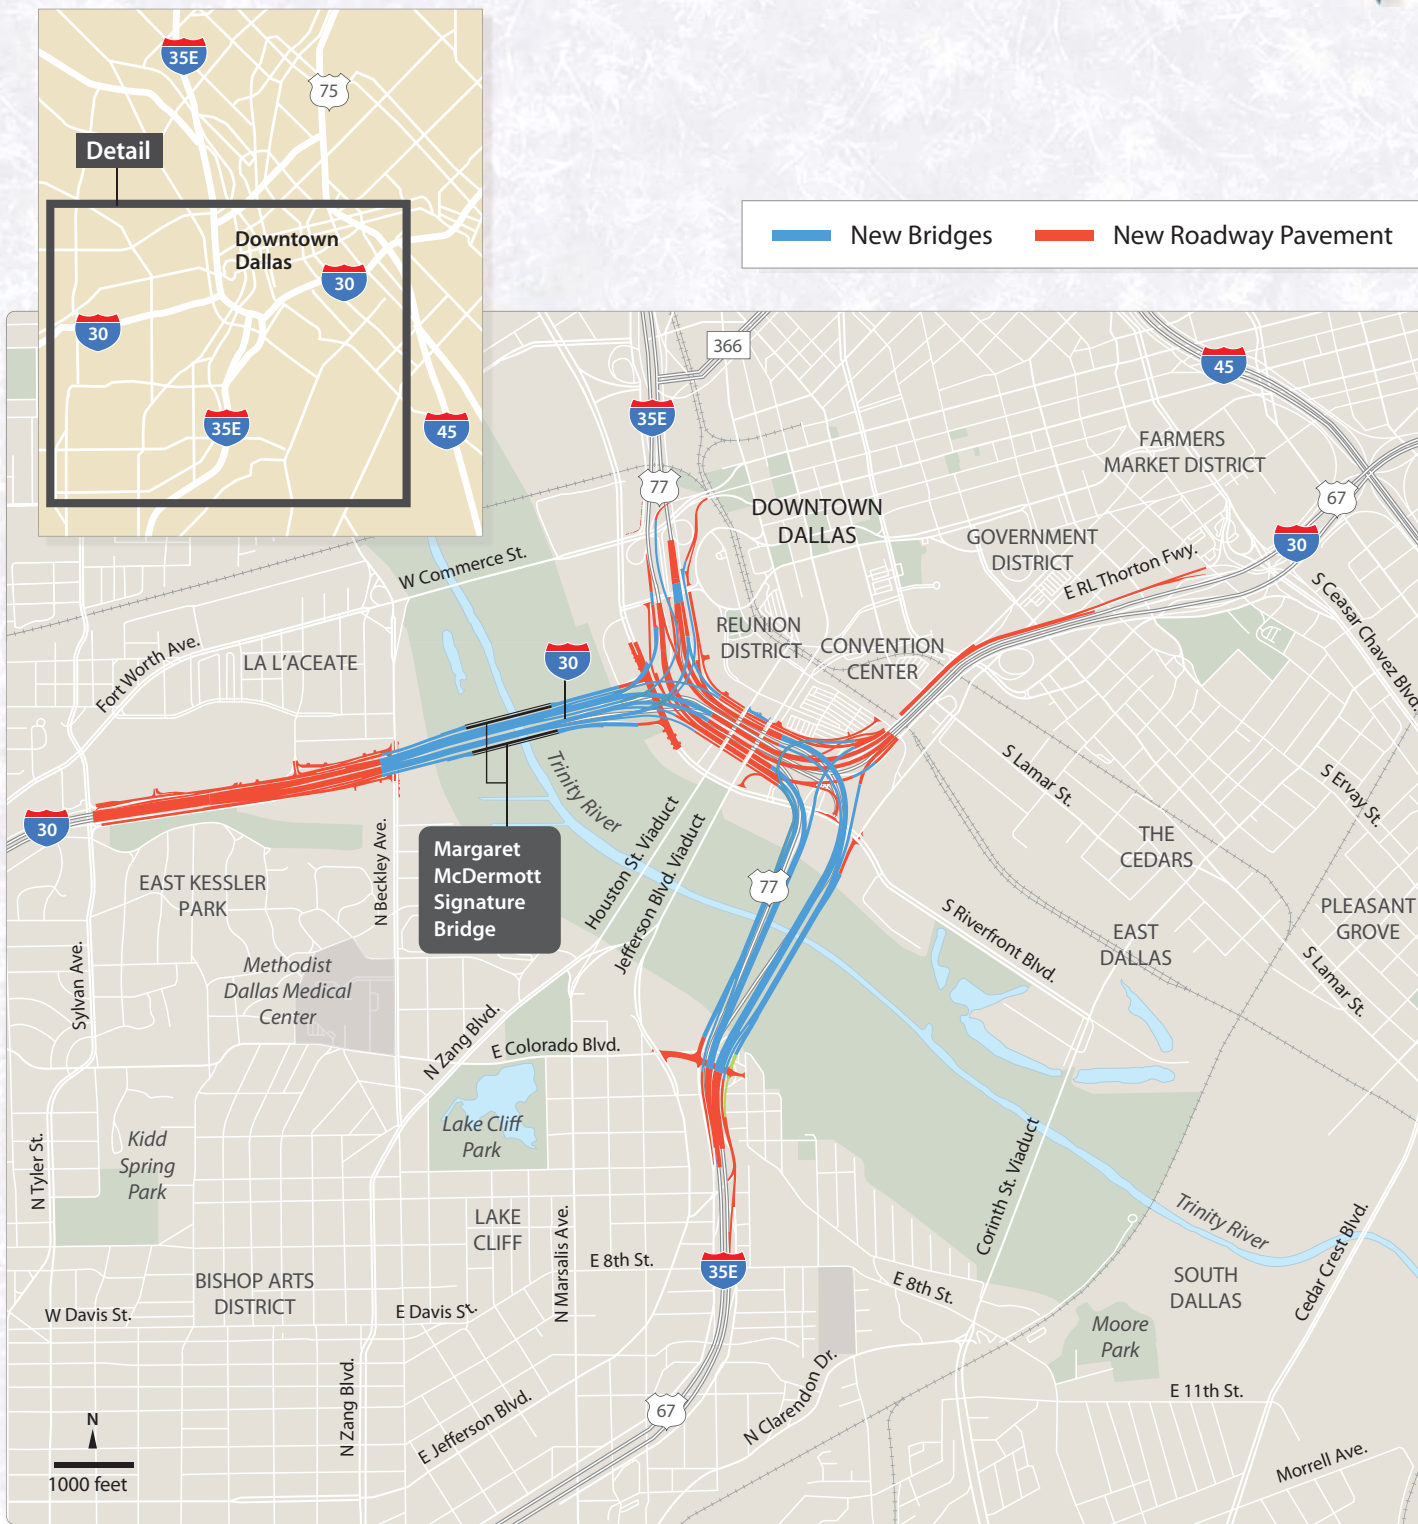 35E
75
Detail
Downtown
Dallas
30
30
35E
45
New Bridges
New Roadway Pavement
366
45
35E
FARMERS
MARKET DISTRICT
77
67
DOWNTOWN
DALLAS
GOVERNMENT
DISTRICT
30
W Commerce St.
E RL Thorton Fwy.
S Ceasar Chavez Blvd.
Fort Worth Ave.
LA L'ACEATE
30
REUNION
DISTRICT
CONVENTION
CENTER
Trinity River
S Lamar St.
S Ervay St.
30
Margaret
McDermott
Signature
Bridge
Houston St. Viaduct
Jefferson Blvd. Viaduct
THE
CEDARS
N Beckley Ave.
EAST KESSLER
PARK
77
S Riverfront Blvd.
EAST
DALLAS
PLEASANT
GROVE
Sylvan Ave.
Methodist
Dallas Medical
Center
S Lamar St.
N Zang Blvd.
E Colorado Blvd.
Lake Cliff
Park
Kidd
Spring
Park
N Tyler St.
Corinth St. Viaduct
Trinity River
LAKE
CLIFF
N Marsalis Ave.
E 8th St.
35E
E 8th St.
SOUTH
DALLAS
Cedar Crest Blvd.
BISHOP ARTS
DISTRICT
W Davis St.
E Davis St.
Moore
Park
N Zang Blvd.
E Jefferson Blvd.
67
N Clarendon Dr.
E 11th St.
Morrell Ave.
N
1000 feet